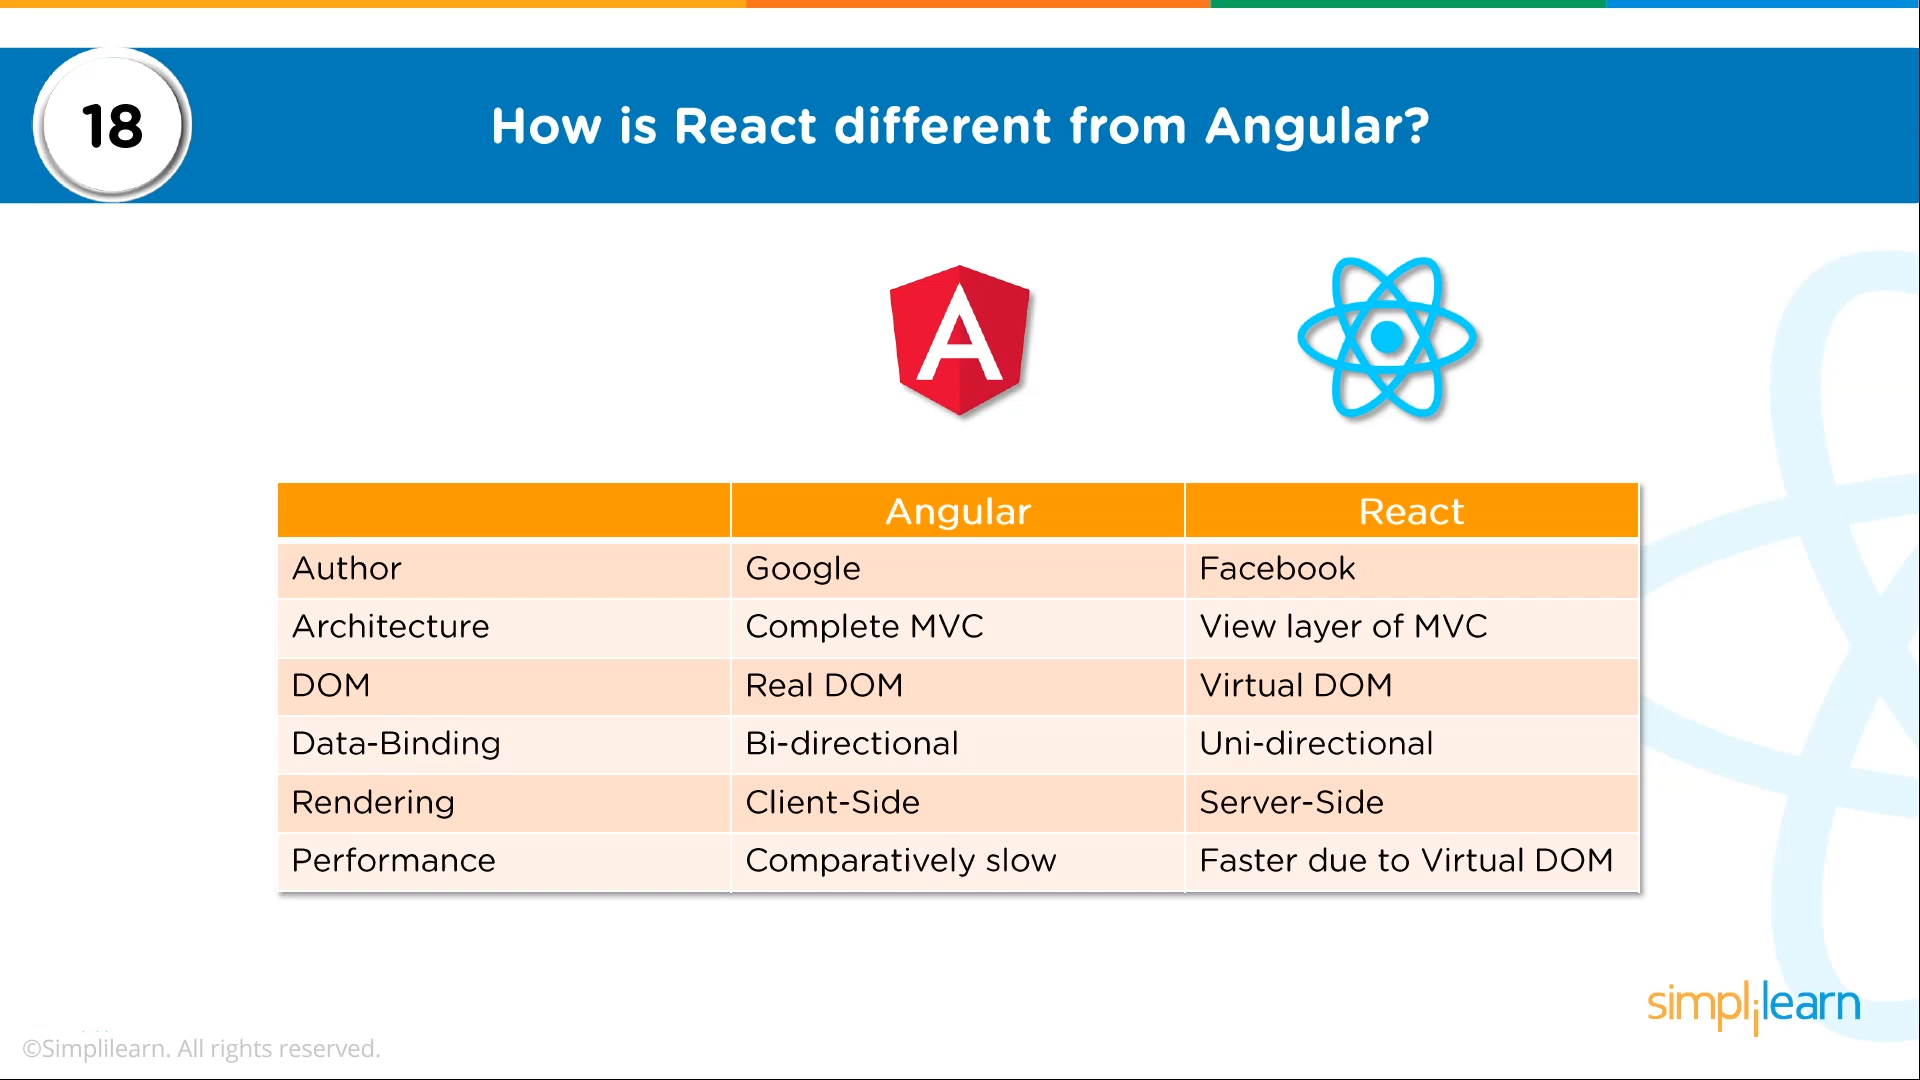 18
How is React different from Angular?
A
Angular React
Author Google Facebook
Architecture Complete MVC View layer of MVC
DOM Real DOM Virtual DOM
Data-Binding Bi-directional Uni-directional
Rendering Client-Side Server-Side
Performance Comparatively slow Faster due to Virtual DOM
simplilearn
©Simplilearn. All rights reserved.